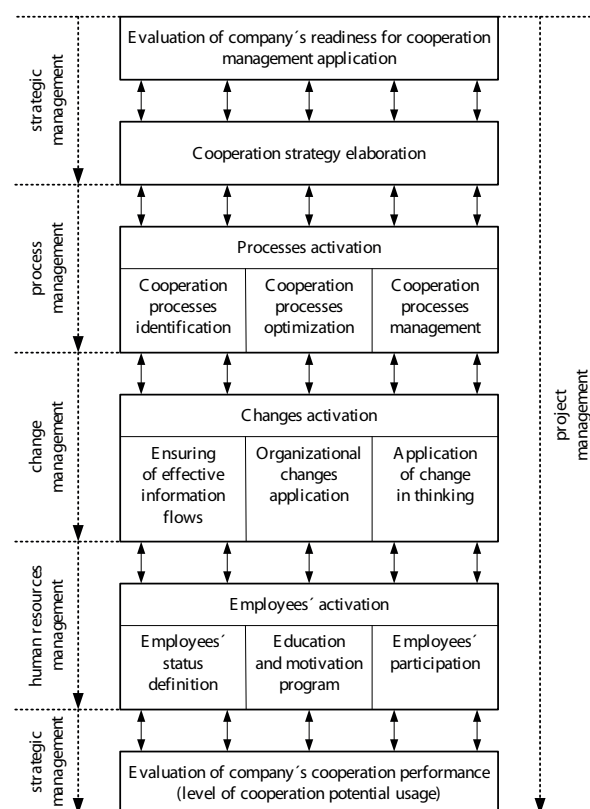 Evaluation of company´s readiness for cooperation
management application
strategic
management
Cooperation strategy elaboration
process
management
Processes activation
Cooperation
processes
identification
Cooperation
processes
optimization
Cooperation
processes
management
change
management
Changes activation
Ensuring
of effective
information
flows
Organizational
changes
application
Application
of change
in thinking
human resources
management
Employees´ activation
Employees´
status
definition
Education
and motivation
program
Employees´
participation
strategic
management
Evaluation of company´s cooperation performance
(level of cooperation potential usage)
project
management